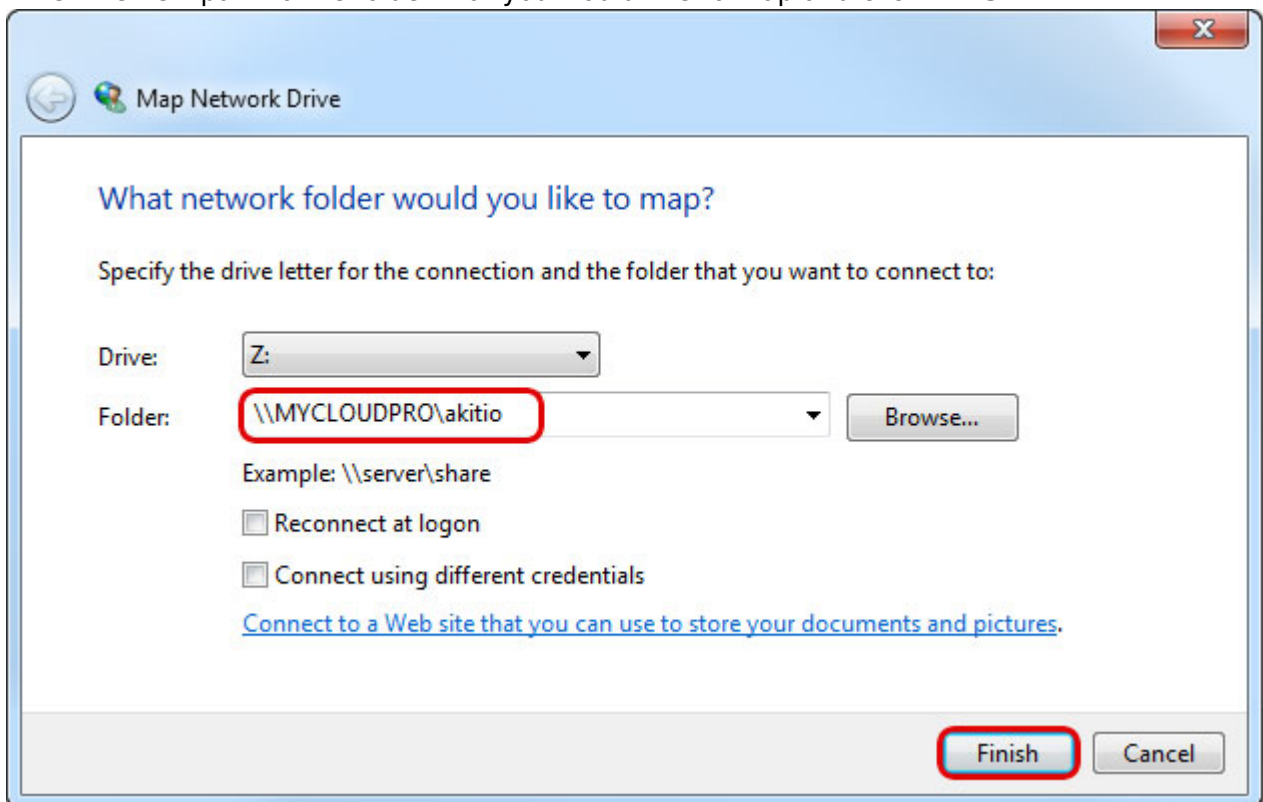 Map Network Drive
What network folder would you like to map?
Specify the drive letter for the connection and the folder that you want to connect to:
Drive: Z:
Folder: \\MYCLOUDPRO\akitio Browse...
Example: \\server\share
Reconnect at logon
Connect using different credentials
Connect to a Web site that you can use to store your documents and pictures.
Finish Cancel